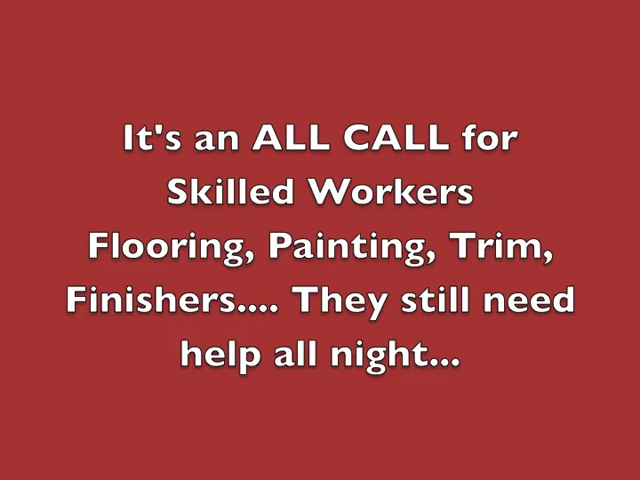 It's an ALL CALL for
Skilled Workers
Flooring, Painting, Trim,
Finishers.... They still need
help all night...